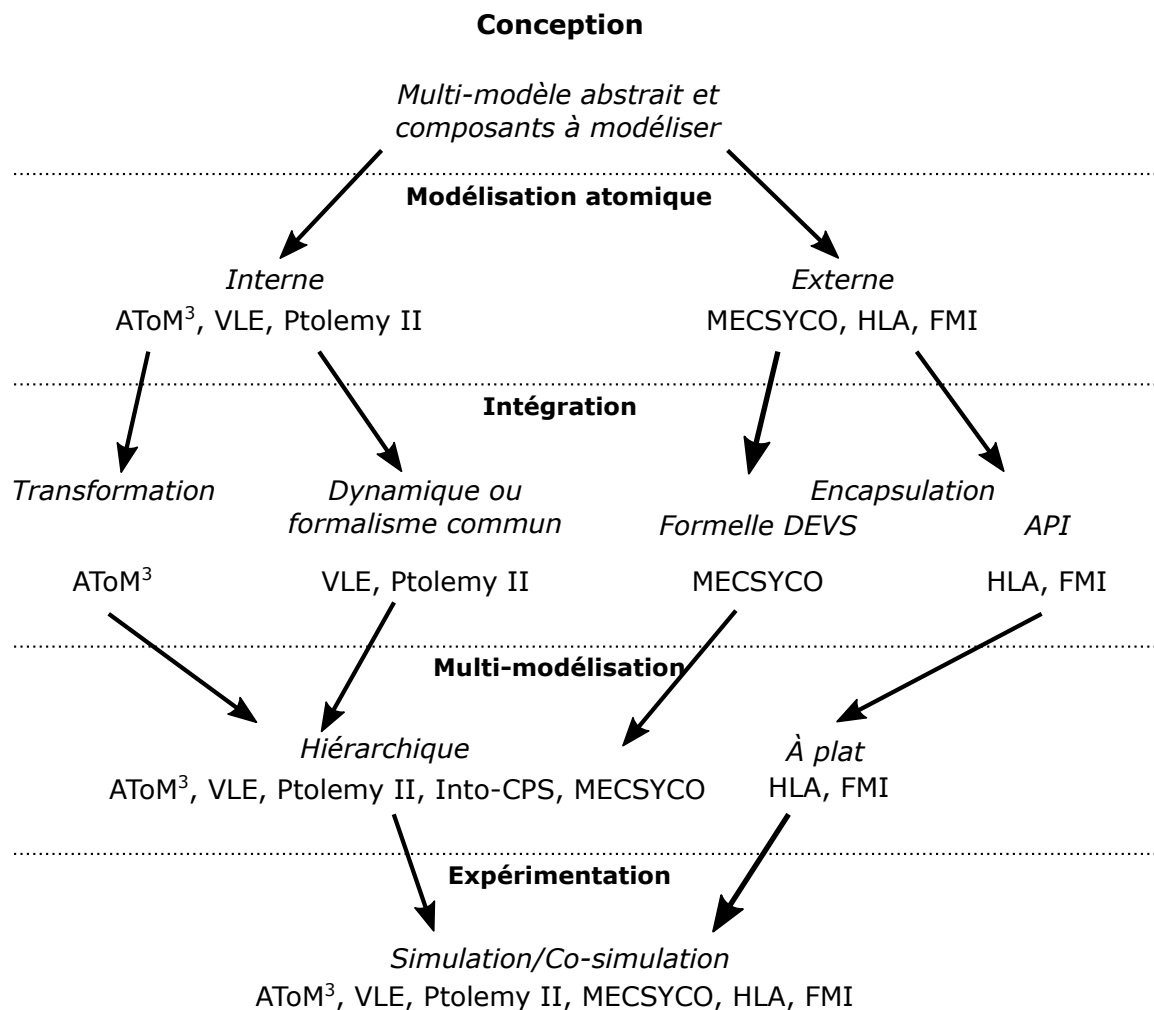 Conception
Multi-modèle abstrait et
composants à modéliser
Modélisation atomique
Interne
Externe
AToM³, VLE, Ptolemy II
MECSYCO, HLA, FMI
Intégration
Transformation
Dynamique ou
formalisme commun
Encapsulation
Formelle DEVS
API
AToM³
VLE, Ptolemy II
MECSYCO
HLA, FMI
Multi-modélisation
Hiérarchique
À plat
AToM³, VLE, Ptolemy II, Into-CPS, MECSYCO
HLA, FMI
Expérimentation
Simulation/Co-simulation
AToM³, VLE, Ptolemy II, MECSYCO, HLA, FMI